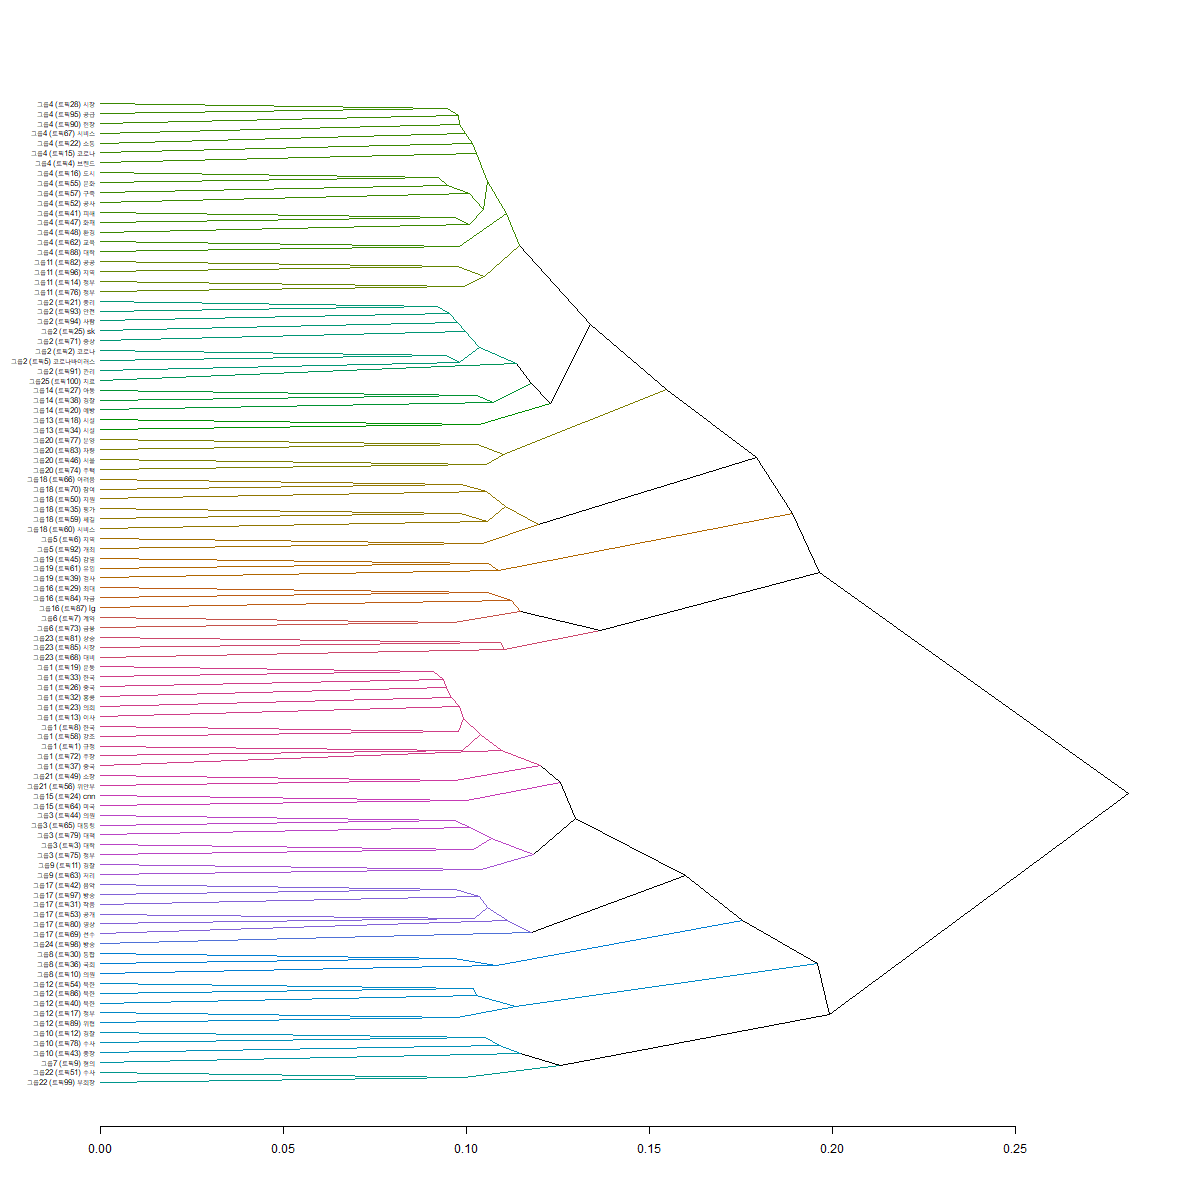 그룹4 (토픽28) 시장
그룹4 (토픽95) 공급
그룹4 (토픽90) 현장
그룹4 (토픽67) 서비스
그룹4 (토픽22) 소통
그룹4 (토픽15) 코로나
그룹4 (토픽4) 브랜드
그룹4 (토픽16) 도시
그룹4 (토픽55) 문화
그룹4 (토픽57) 구축
그룹4 (토픽52) 공사
그룹4 (토픽41) 피해
그룹4 (토픽47) 화재
그룹4 (토픽48) 환경
그룹4 (토픽62) 교육
그룹4 (토픽88) 대학
그룹11 (토픽82) 공공
그룹11 (토픽96) 지역
그룹11 (토픽14) 정부
그룹11 (토픽76) 정부
그룹2 (토픽21) 총리
그룹2 (토픽93) 안전
그룹2 (토픽94) 사람
그룹2 (토픽25) sk
그룹2 (토픽71) 증상
그룹2 (토픽2) 코로나
그룹2 (토픽5) 코로나바이러스
그룹2 (토픽91) 관리
그룹25 (토픽100) 치료
그룹14 (토픽27) 아동
그룹14 (토픽38) 경찰
그룹14 (토픽20) 예방
그룹13 (토픽18) 시설
그룹13 (토픽34) 시설
그룹20 (토픽77) 운영
그룹20 (토픽83) 차량
그룹20 (토픽46) 서울
그룹20 (토픽74) 주택
그룹18 (토픽66) 어려움
그룹18 (토픽70) 참여
그룹18 (토픽50) 지원
그룹18 (토픽35) 평가
그룹18 (토픽59) 세금
그룹18 (토픽60) 서비스
그룹5 (토픽6) 지역
그룹5 (토픽92) 개최
그룹19 (토픽45) 감염
그룹19 (토픽61) 유입
그룹19 (토픽39) 검사
그룹16 (토픽29) 최대
그룹16 (토픽84) 자금
그룹16 (토픽87) lg
그룹6 (토픽7) 계약
그룹6 (토픽73) 금융
그룹23 (토픽81) 상승
그룹23 (토픽85) 시장
그룹23 (토픽68) 대비
그룹1 (토픽19) 운동
그룹1 (토픽33) 한국
그룹1 (토픽26) 중국
그룹1 (토픽32) 홍콩
그룹1 (토픽23) 의회
그룹1 (토픽13) 이사
그룹1 (토픽8) 한국
그룹1 (토픽58) 강조
그룹1 (토픽1) 규정
그룹1 (토픽72) 주장
그룹1 (토픽37) 중국
그룹21 (토픽49) 소장
그룹21 (토픽56) 위안부
그룹15 (토픽24) cnn
그룹15 (토픽64) 미국
그룹3 (토픽44) 의원
그룹3 (토픽65) 대통령
그룹3 (토픽79) 대책
그룹3 (토픽3) 대학
그룹3 (토픽75) 정부
그룹9 (토픽11) 경찰
그룹9 (토픽63) 처리
그룹17 (토픽42) 음악
그룹17 (토픽97) 방송
그룹17 (토픽31) 작품
그룹17 (토픽53) 공개
그룹17 (토픽80) 영상
그룹17 (토픽69) 선수
그룹24 (토픽98) 방송
그룹8 (토픽30) 통합
그룹8 (토픽36) 국회
그룹8 (토픽10) 의원
그룹12 (토픽54) 북한
그룹12 (토픽86) 북한
그룹12 (토픽40) 북한
그룹12 (토픽17) 정부
그룹12 (토픽89) 위협
그룹10 (토픽12) 경찰
그룹10 (토픽78) 수사
그룹10 (토픽43) 총장
그룹7 (토픽9) 혐의
그룹22 (토픽51) 수사
그룹22 (토픽99) 부회장
0.00 0.05 0.10 0.15 0.20 0.25